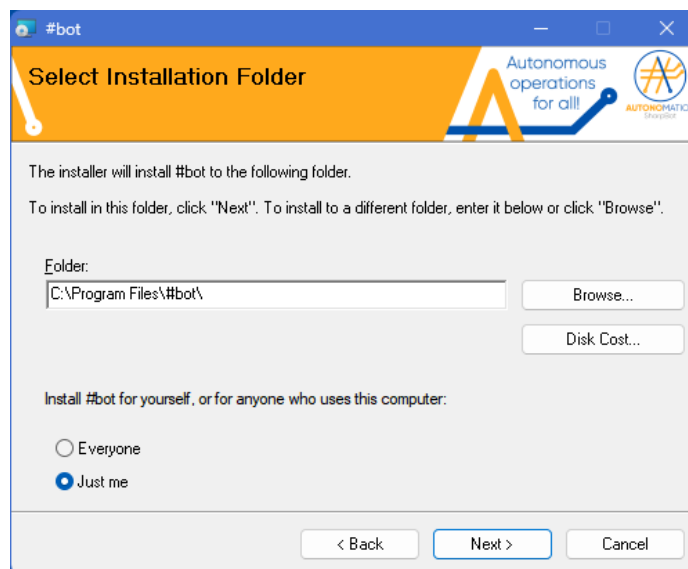 #bot
Select Installation Folder
Autonomous
operations
for all!
AUTONOMATIC
SharpBot
The installer will install #bot to the following folder.
To install in this folder, click "Next". To install to a different folder, enter it below or click "Browse".
Folder:
C:\Program Files\#bot\
Browse...
Disk Cost...
Install #bot for yourself, or for anyone who uses this computer:
Everyone
Just me
< Back
Next >
Cancel